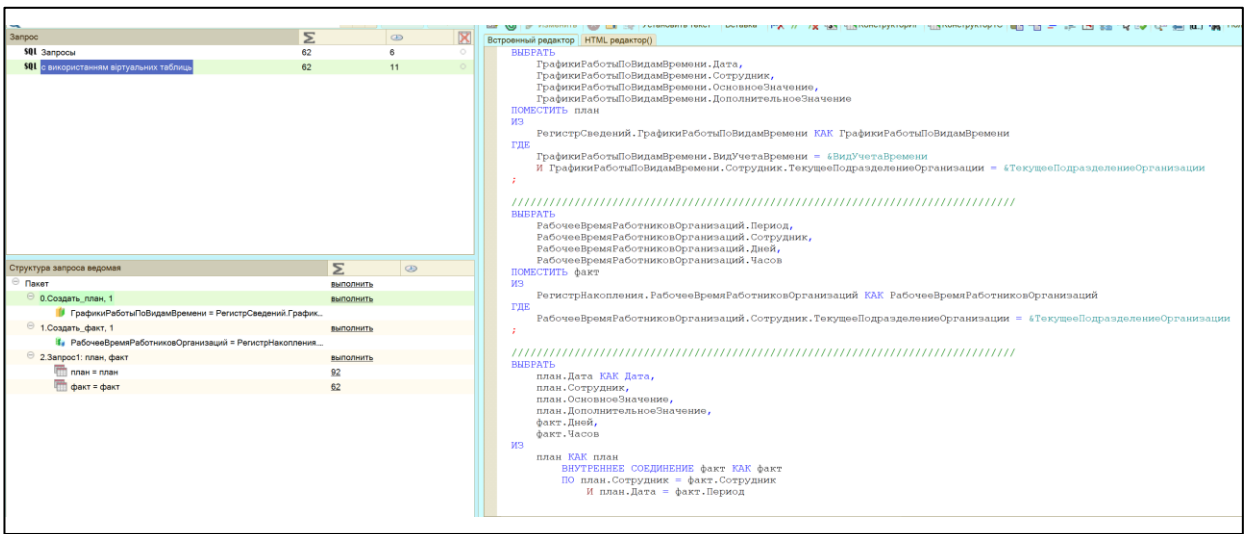 Запрос
SQL Запросы 62 6
SQL с використанням віртуальних таблиць 62 11
Структура запроса ведомая
Пакет выполнить
0.Создать_план, 1 выполнить
ГрафикиРаботыПоВидамВремени = РегистрСведений.График...
1.Создать_факт, 1 выполнить
РабочееВремяРаботниковОрганизаций = РегистрНакопления....
2.Запрос1: план, факт выполнить
план = план 92
факт = факт 62
Встроенный редактор HTML редактор()
ВЫБРАТЬ
ГрафикиРаботыПоВидамВремени.Дата,
ГрафикиРаботыПоВидамВремени.Сотрудник,
ГрафикиРаботыПоВидамВремени.ОсновноеЗначение,
ГрафикиРаботыПоВидамВремени.ДополнительноеЗначение
ПОМЕСТИТЬ план
ИЗ
РегистрСведений.ГрафикиРаботыПоВидамВремени КАК ГрафикиРаботыПоВидамВремени
ГДЕ
ГрафикиРаботыПоВидамВремени.ВидУчетаВремени = &ВидУчетаВремени
И ГрафикиРаботыПоВидамВремени.Сотрудник.ТекущееПодразделениеОрганизации = &ТекущееПодразделениеОрганизации
;
////////////////////////////////////////////////////////////////////////////////
ВЫБРАТЬ
РабочееВремяРаботниковОрганизаций.Период,
РабочееВремяРаботниковОрганизаций.Сотрудник,
РабочееВремяРаботниковОрганизаций.Дней,
РабочееВремяРаботниковОрганизаций.Часов
ПОМЕСТИТЬ факт
ИЗ
РегистрНакопления.РабочееВремяРаботниковОрганизаций КАК РабочееВремяРаботниковОрганизаций
ГДЕ
РабочееВремяРаботниковОрганизаций.Сотрудник.ТекущееПодразделениеОрганизации = &ТекущееПодразделениеОрганизации
;
////////////////////////////////////////////////////////////////////////////////
ВЫБРАТЬ
план.Дата КАК Дата,
план.Сотрудник,
план.ОсновноеЗначение,
план.ДополнительноеЗначение,
факт.Дней,
факт.Часов
ИЗ
план КАК план
ВНУТРЕННЕЕ СОЕДИНЕНИЕ факт КАК факт
ПО план.Сотрудник = факт.Сотрудник
И план.Дата = факт.Период